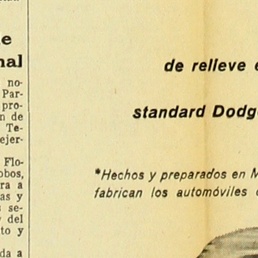 e
nal
no-
Par-
pro-
n de
Te-
ejer-
Flo-
obos,
ra a
as y
s se-
del
to y
da a
de relleve e
standard Dodg
*Hechos y preparados en M
fabrican los automóviles